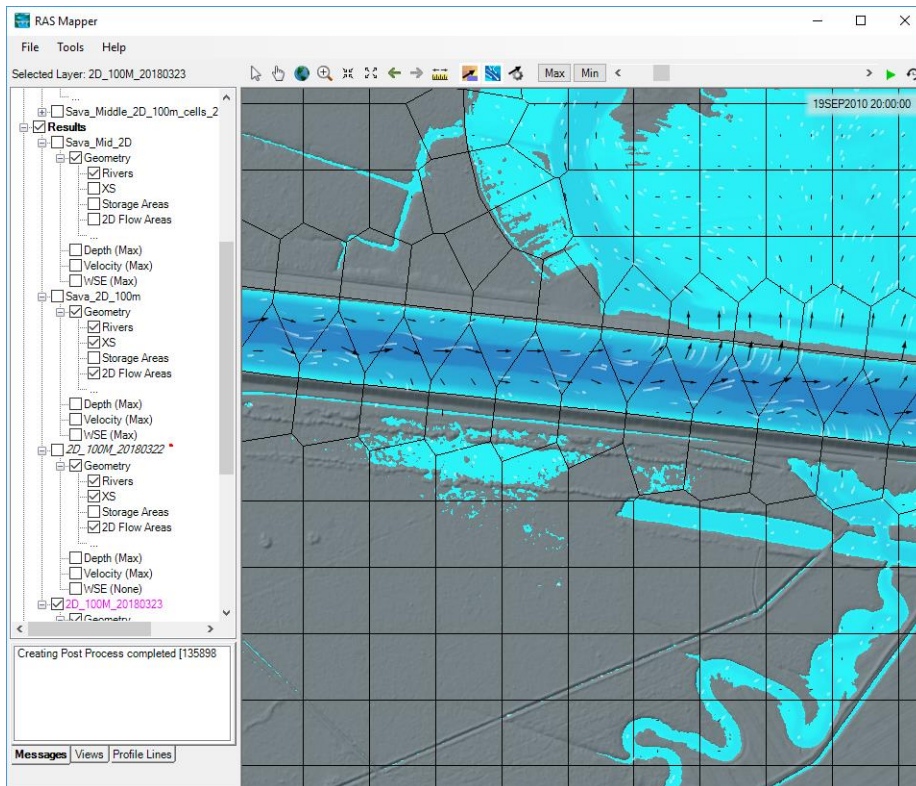 RAS Mapper
File Tools Help
Selected Layer: 2D_100M_20180323
Max Min
...
Sava_Middle_2D_100m_cells_2
Results
Sava_Mid_2D
Geometry
Rivers
XS
Storage Areas
2D Flow Areas
...
Depth (Max)
Velocity (Max)
WSE (Max)
Sava_2D_100m
Geometry
Rivers
XS
Storage Areas
2D Flow Areas
...
Depth (Max)
Velocity (Max)
WSE (Max)
2D_100M_20180322 *
Geometry
Rivers
XS
Storage Areas
2D Flow Areas
...
Depth (Max)
Velocity (Max)
WSE (None)
2D_100M_20180323
Geometry
Creating Post Process completed [135898
Messages Views Profile Lines
19SEP2010 20:00:00